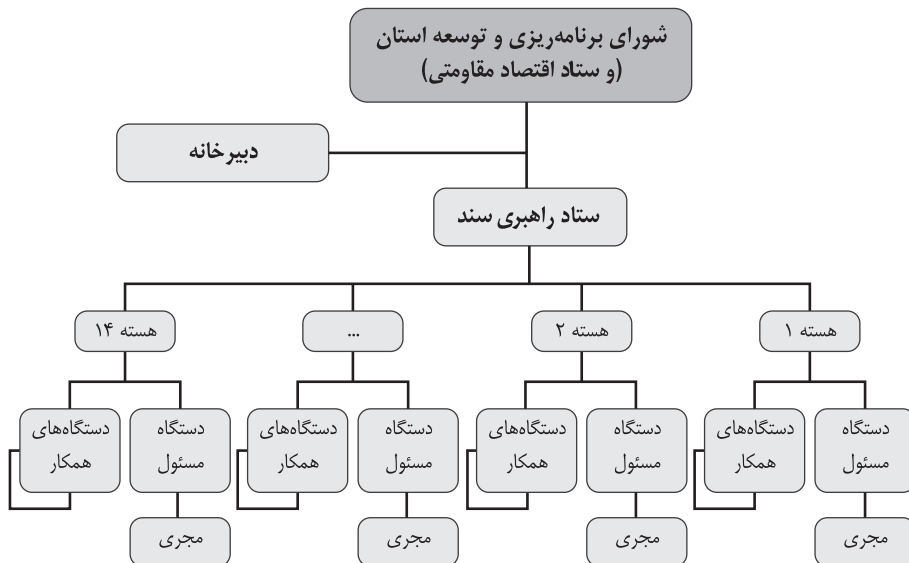 شورای برنامه‌ریزی و توسعه استان
(و ستاد اقتصاد مقاومتی)
دبیرخانه
ستاد راهبری سند
هسته ۱
هسته ۲
...
هسته ۱۴
دستگاه
مسئول
دستگاه‌های
همکار
دستگاه
مسئول
دستگاه‌های
همکار
دستگاه
مسئول
دستگاه‌های
همکار
دستگاه
مسئول
دستگاه‌های
همکار
مجری
مجری
مجری
مجری